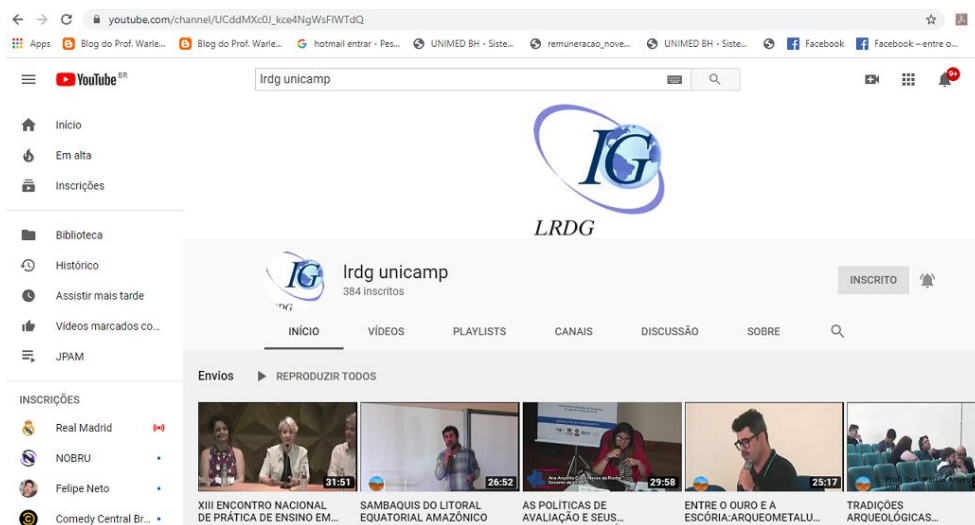 youtube.com/channel/UCddMXc0J_kce4NgWsFIWTdQ
Apps Blog do Prof. Warle... Blog do Prof. Warle... hotmail entrar - Pes... UNIMED BH - Siste... remuneracao_nove... UNIMED BH - Siste... Facebook Facebook – entre o...
YouTube BR
lrdg unicamp
9+
Início
Em alta
Inscrições
Biblioteca
Histórico
Assistir mais tarde
Vídeos marcados co...
JPAM
INSCRIÇÕES
Real Madrid
NOBRU
Felipe Neto
Comedy Central Br...
IG
LRDG
IG
lrdg unicamp
384 inscritos
INSCRITO
INÍCIO VÍDEOS PLAYLISTS CANAIS DISCUSSÃO SOBRE
Envios REPRODUZIR TODOS
31:51
26:52
29:58
25:17
XIII ENCONTRO NACIONAL
DE PRÁTICA DE ENSINO EM...
SAMBAQUIS DO LITORAL
EQUATORIAL AMAZÔNICO
AS POLÍTICAS DE
AVALIAÇÃO E SEUS...
ENTRE O OURO E A
ESCÓRIA:ARQUEOMETALU...
TRADIÇÕES
ARQUEOLÓGICAS...